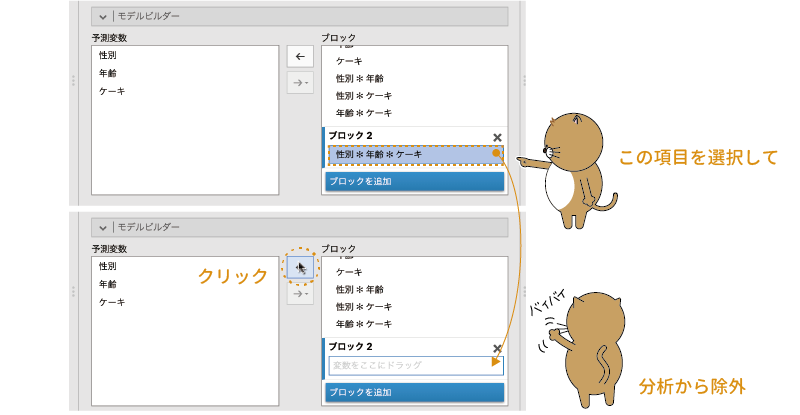 モデルビルダー
予測変数
ブロック
性別
年齢
ケーキ
年齢
ケーキ
性別 ＊ 年齢
性別 ＊ ケーキ
年齢 ＊ ケーキ
ブロック 2
性別 ＊ 年齢 ＊ ケーキ
ブロックを追加
この項目を選択して
モデルビルダー
予測変数
ブロック
性別
年齢
ケーキ
クリック
ケーキ
性別 ＊ 年齢
性別 ＊ ケーキ
年齢 ＊ ケーキ
ブロック 2
変数をここにドラッグ
ブロックを追加
バイバイ
分析から除外